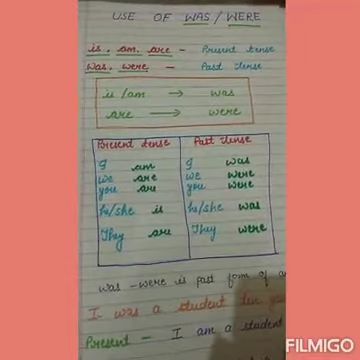 USE OF WAS / WERE
is, am, are - Present tense
Was, were - Past tense
is/am → was
are → were
Present tense Past tense
I am I was
we are we were
you are you were
he/she is he/she was
They are They were
was - were is past form of
I was a student ten
Present - I am a student
FILMIGO